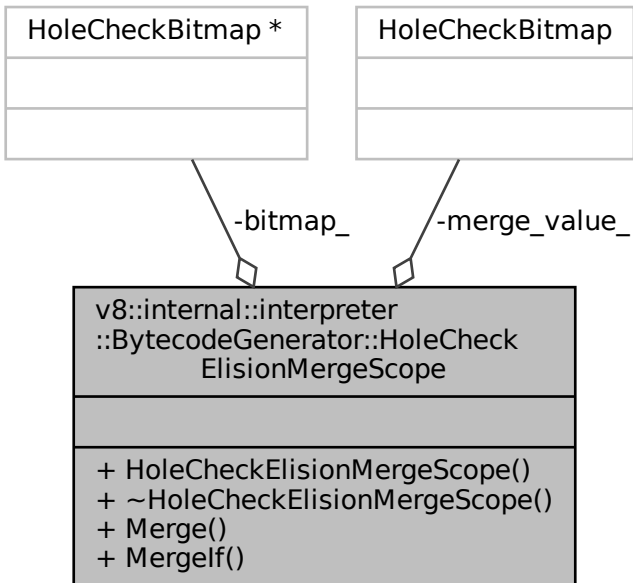 HoleCheckBitmap *
HoleCheckBitmap
-bitmap_
-merge_value_
v8::internal::interpreter
::BytecodeGenerator::HoleCheck
ElisionMergeScope
+ HoleCheckElisionMergeScope()
+ ~HoleCheckElisionMergeScope()
+ Merge()
+ MergeIf()